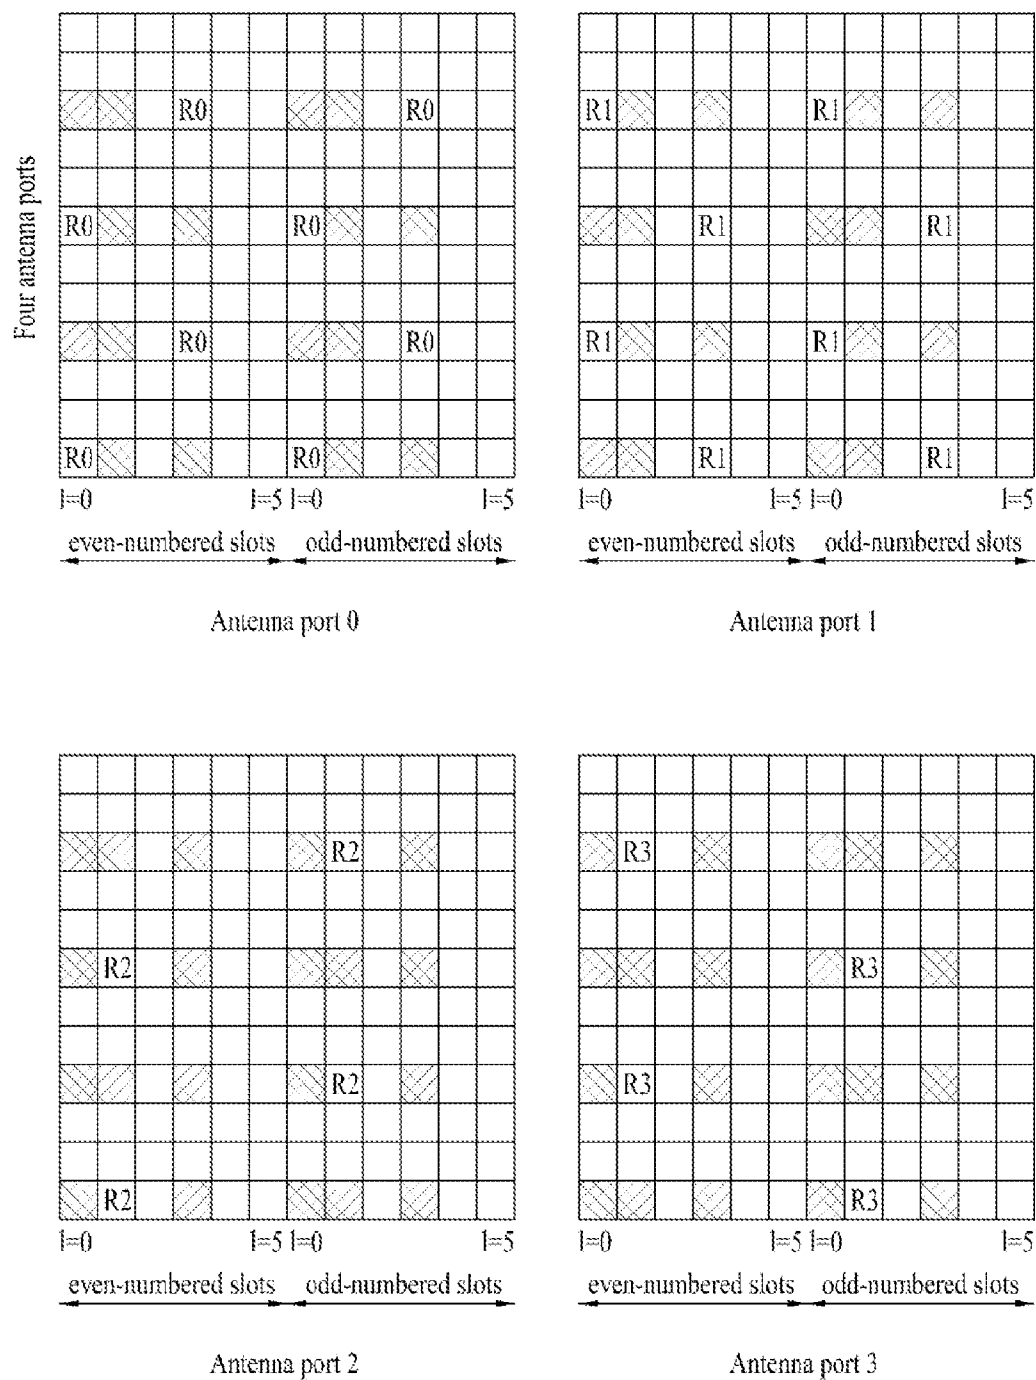 Four antenna ports
R0 R0
R0 R0
R0 R0
R0 R0
l=0 l=5 l=0 l=5
even-numbered slots odd-numbered slots
Antenna port 0
R1 R1
R1 R1
R1 R1
R1 R1
l=0 l=5 l=0 l=5
even-numbered slots odd-numbered slots
Antenna port 1
R2
R2
R2
R2
l=0 l=5 l=0 l=5
even-numbered slots odd-numbered slots
Antenna port 2
R3
R3
R3
R3
l=0 l=5 l=0 l=5
even-numbered slots odd-numbered slots
Antenna port 3